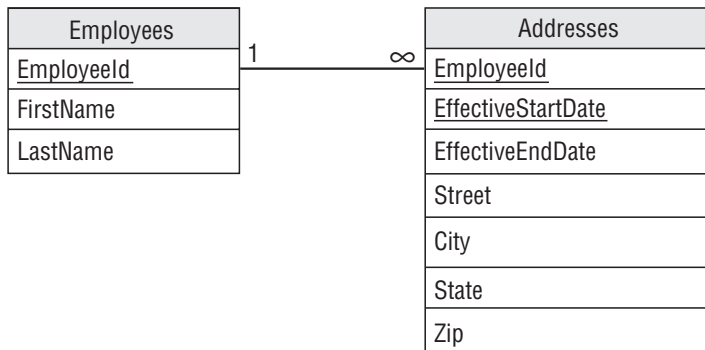 Employees
EmployeeId
FirstName
LastName
1
∞
Addresses
EmployeeId
EffectiveStartDate
EffectiveEndDate
Street
City
State
Zip